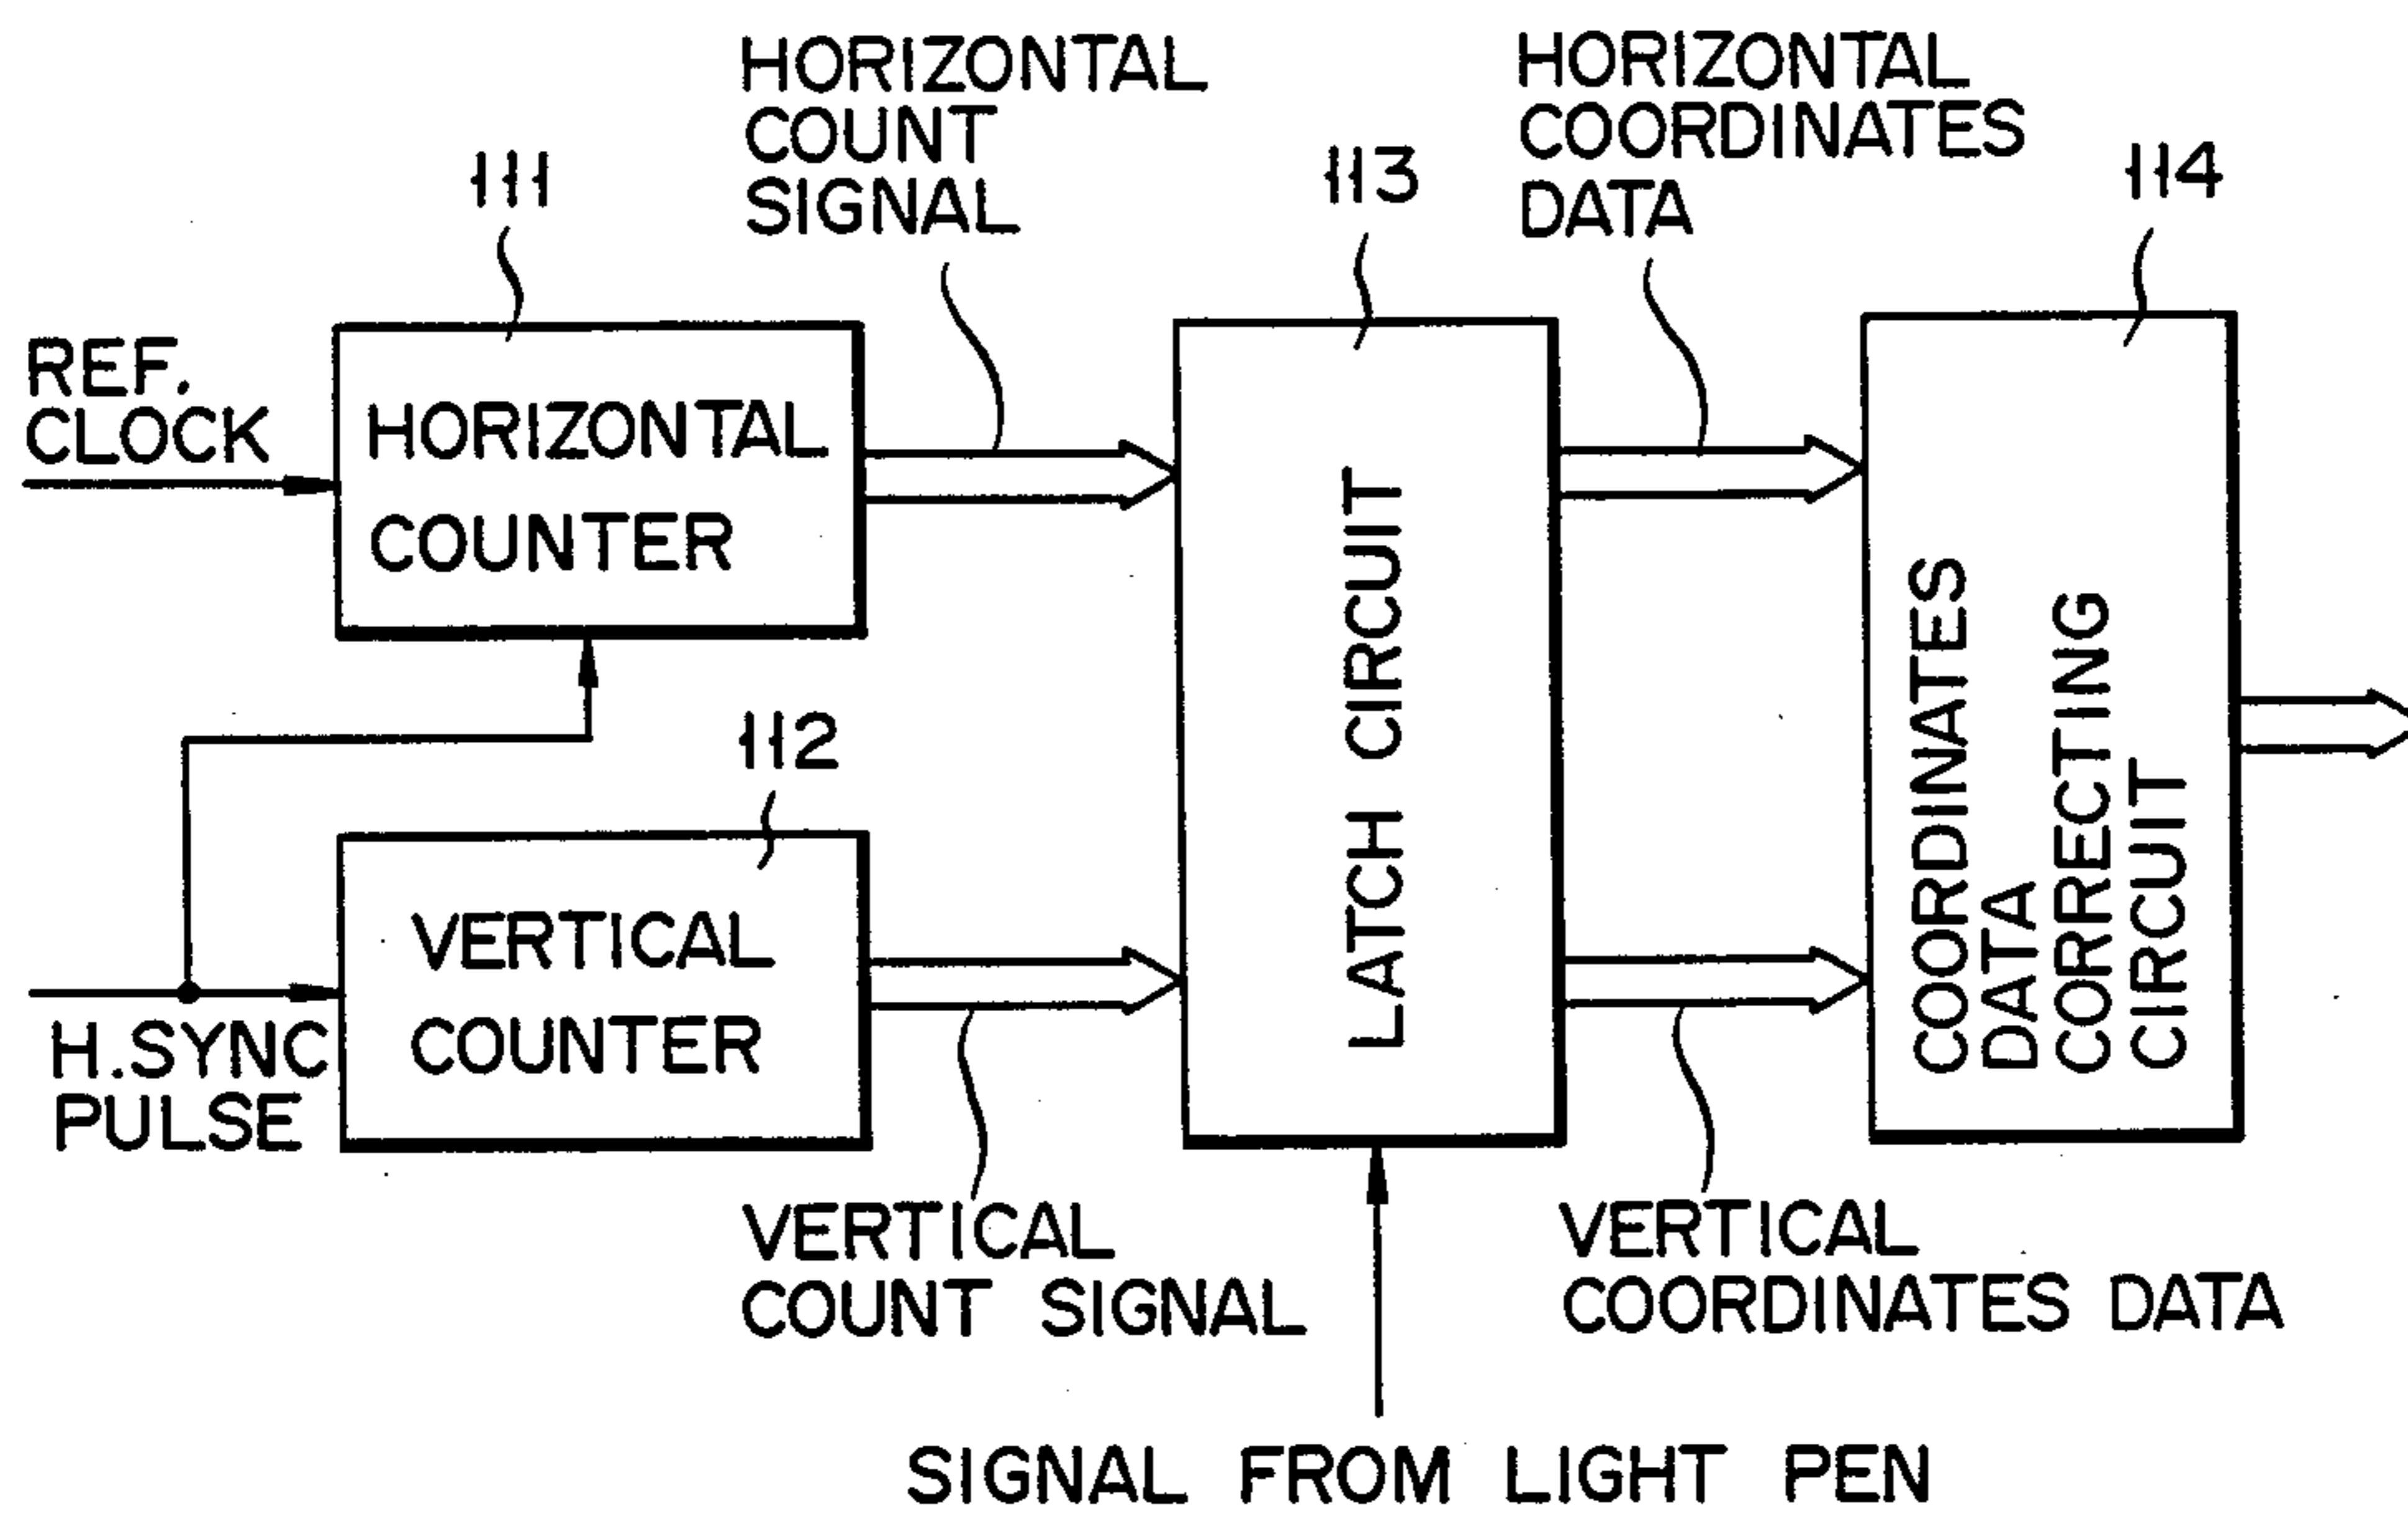 HORIZONTAL
COUNT
SIGNAL
HORIZONTAL
COORDINATES
DATA
111
113
114
REF.
CLOCK
HORIZONTAL
COUNTER
112
VERTICAL
COUNTER
H.SYNC
PULSE
LATCH CIRCUIT
COORDINATES
DATA
CORRECTING
CIRCUIT
VERTICAL
COUNT SIGNAL
VERTICAL
COORDINATES DATA
SIGNAL FROM LIGHT PEN